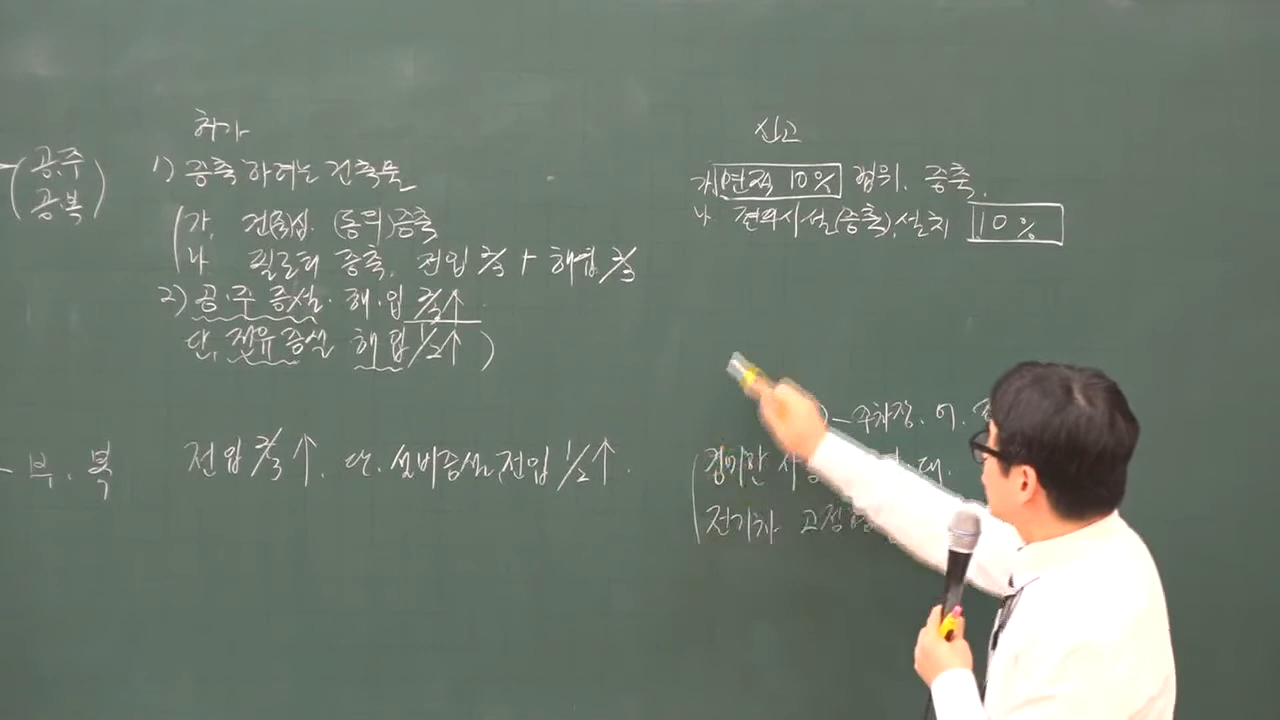 허가
(공.주
공.복)
1) 증축하려는 건축물
가. 건(축)심. (동의)증축
나. 필로티 증축. 전입 2/3 + 해입 2/3
2) 공.주 증설. 해.입 2/3↑
단. 전유 증설 해입 1/2↑)
부.복
전입 2/3↑. 단. 설비증설, 전입 1/2↑.
신고
가. 연적 10% 범위. 증축.
나. 편의시설(증축).설치 10%
- 주차장. 어.
경미한 사 대.
전기차 고정형